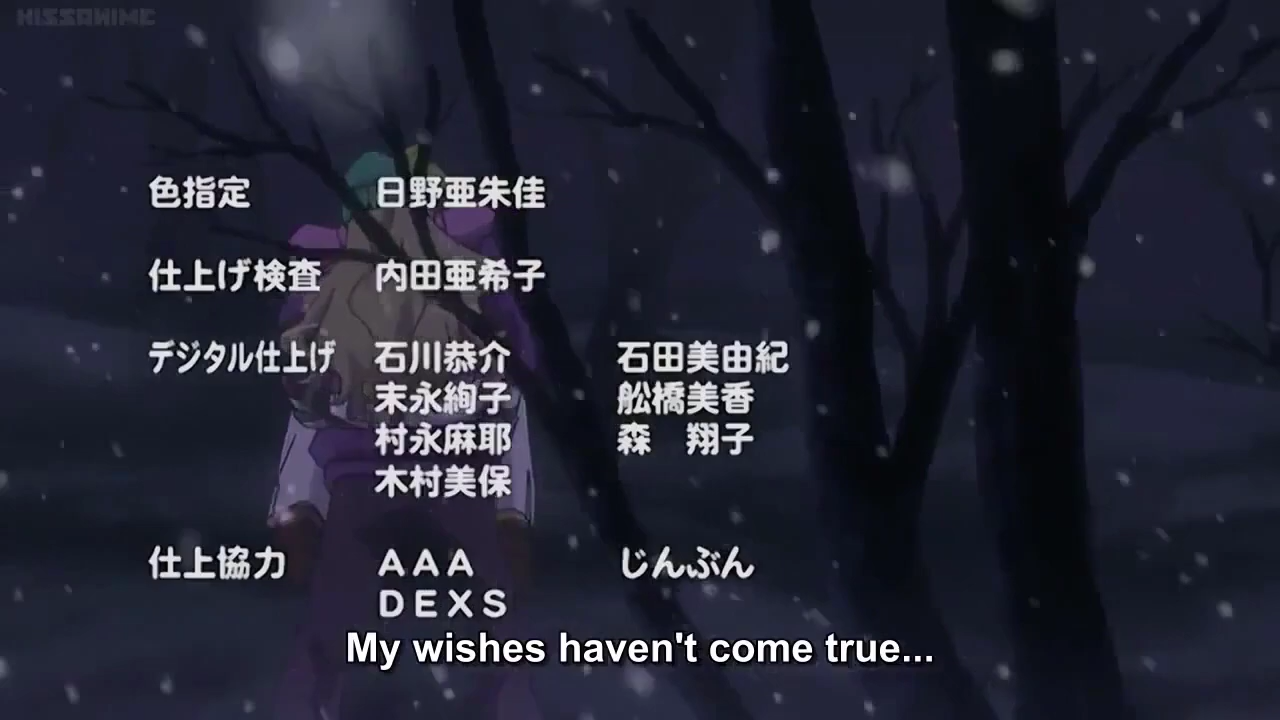 KISSANIME
色指定 日野亜朱佳
仕上げ検査 内田亜希子
デジタル仕上げ 石川恭介 石田美由紀
末永絢子 舩橋美香
村永麻耶 森 翔子
木村美保
仕上協力 AAA じんぶん
DEXS
My wishes haven't come true...